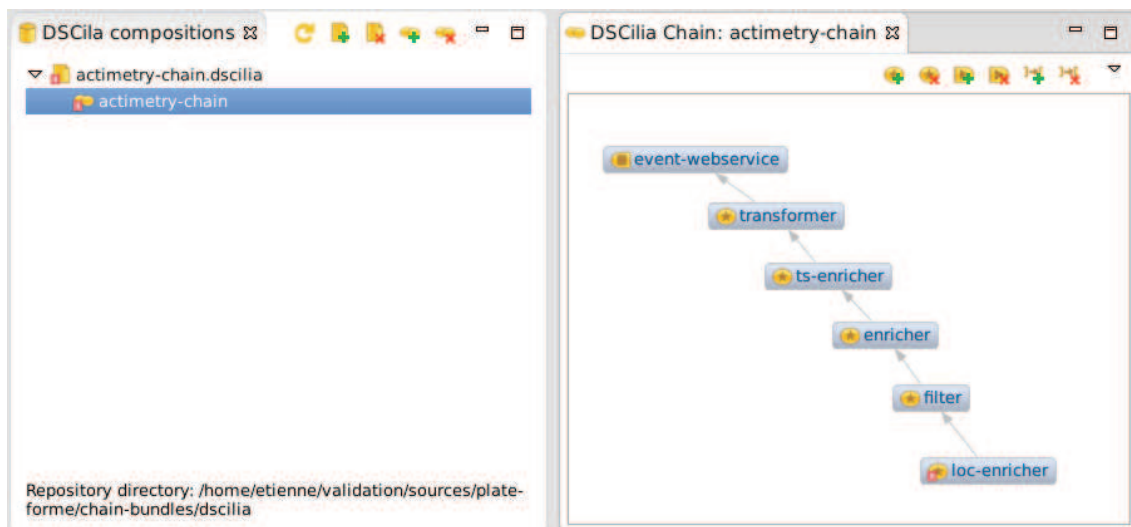 DSCila compositions
DSCilia Chain: actimetry-chain
actimetry-chain.dscilia
actimetry-chain
event-webservice
transformer
ts-enricher
enricher
filter
loc-enricher
Repository directory: /home/etienne/validation/sources/plate-
forme/chain-bundles/dscilia